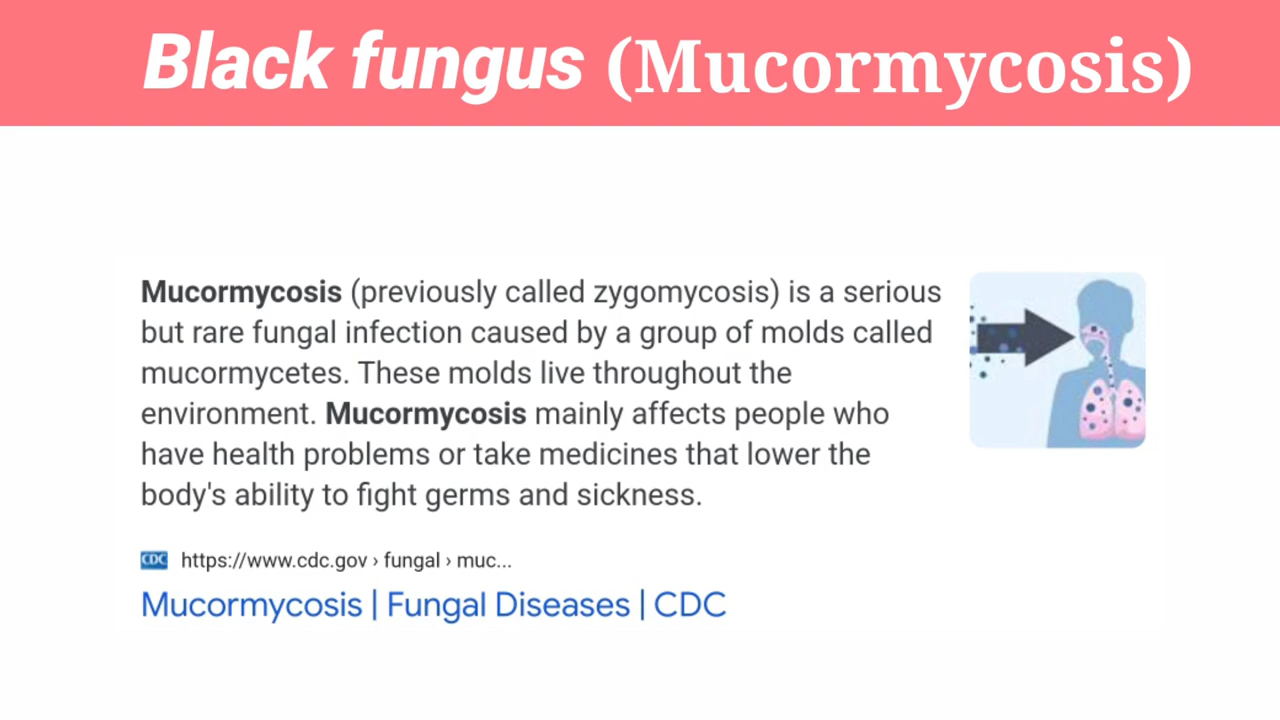 Black fungus (Mucormycosis)
Mucormycosis (previously called zygomycosis) is a serious
but rare fungal infection caused by a group of molds called
mucormycetes. These molds live throughout the
environment. Mucormycosis mainly affects people who
have health problems or take medicines that lower the
body's ability to fight germs and sickness.
CDC https://www.cdc.gov › fungal › muc...
Mucormycosis | Fungal Diseases | CDC